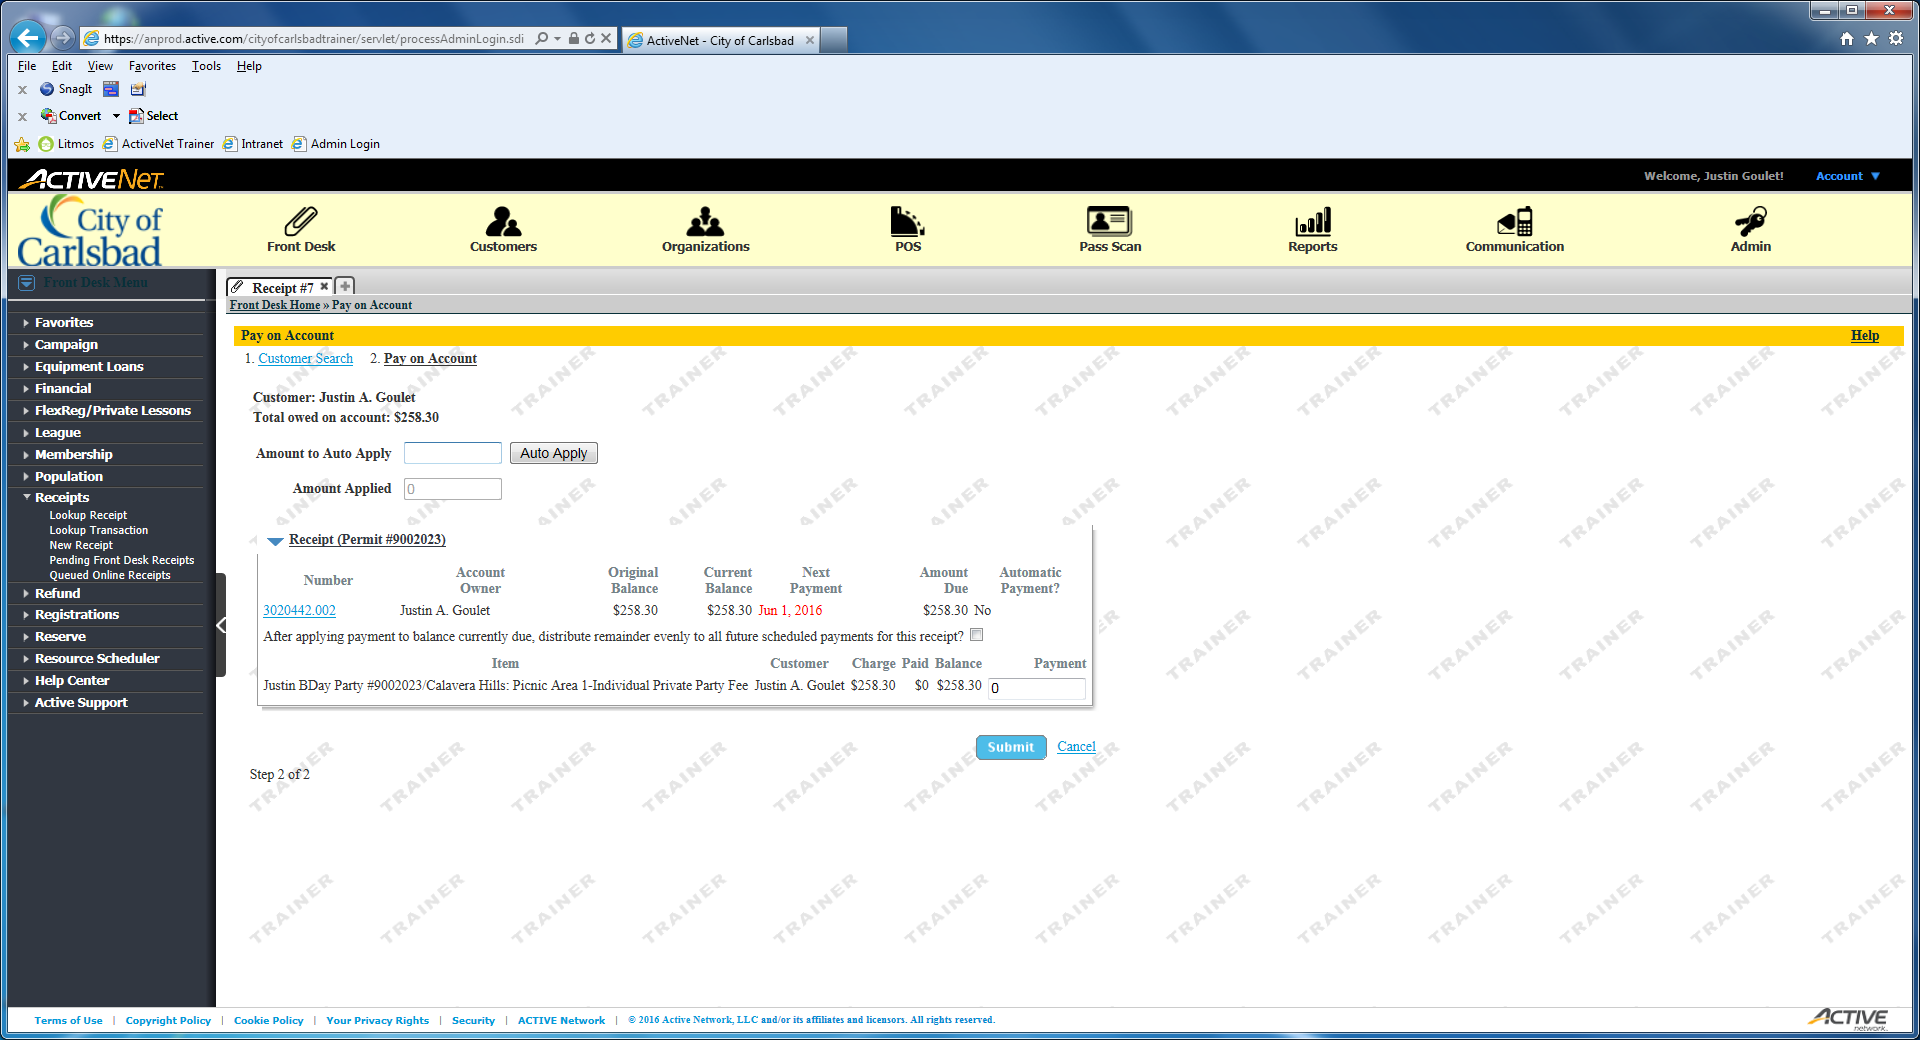 https://anprod.active.com/cityofcarlsbadtrainer/servlet/processAdminLogin.sdi
ActiveNet - City of Carlsbad
File Edit View Favorites Tools Help
x SnagIt
x Convert Select
Litmos ActiveNet Trainer Intranet Admin Login
ACTIVENET
Welcome, Justin Goulet! Account
City of
Carlsbad
Front Desk Customers Organizations POS Pass Scan Reports Communication Admin
Front Desk Menu
Favorites
Campaign
Equipment Loans
Financial
FlexReg/Private Lessons
League
Membership
Population
Receipts
Lookup Receipt
Lookup Transaction
New Receipt
Pending Front Desk Receipts
Queued Online Receipts
Refund
Registrations
Reserve
Resource Scheduler
Help Center
Active Support
Receipt #7
Front Desk Home » Pay on Account
Pay on Account Help
1. Customer Search 2. Pay on Account
Customer: Justin A. Goulet
Total owed on account: $258.30
Amount to Auto Apply Auto Apply
Amount Applied 0
Receipt (Permit #9002023)
Number Account Owner Original Balance Current Balance Next Payment Amount Due Automatic Payment?
3020442.002 Justin A. Goulet $258.30 $258.30 Jun 1, 2016 $258.30 No
After applying payment to balance currently due, distribute remainder evenly to all future scheduled payments for this receipt?
Item Customer Charge Paid Balance Payment
Justin BDay Party #9002023/Calavera Hills: Picnic Area 1-Individual Private Party Fee Justin A. Goulet $258.30 $0 $258.30 0
Submit Cancel
Step 2 of 2
TRAINER
Terms of Use | Copyright Policy | Cookie Policy | Your Privacy Rights | Security | ACTIVE Network | © 2016 Active Network, LLC and/or its affiliates and licensors. All rights reserved.
ACTIVE
network